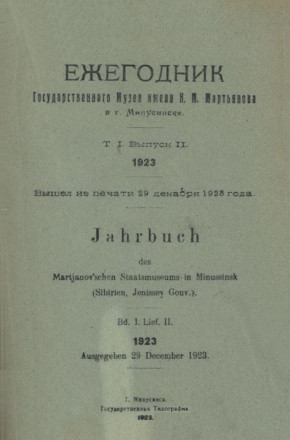 ЕЖЕГОДНИК
Государственного Музея имени Н. М. Мартьянова
в г. Минусинске.
Т. I. Выпуск II.
1923
Вышел из печати 29 декабря 1923 года.
Jahrbuch
des
Martjanov'schen Staatsmuseums in Minussinsk
(Sibirien, Jenissey Gouv.).
Bd. I. Lief. II.
1923
Ausgegeben 29 December 1923.
Г. Минусинск.
Государственная Типография
1923.